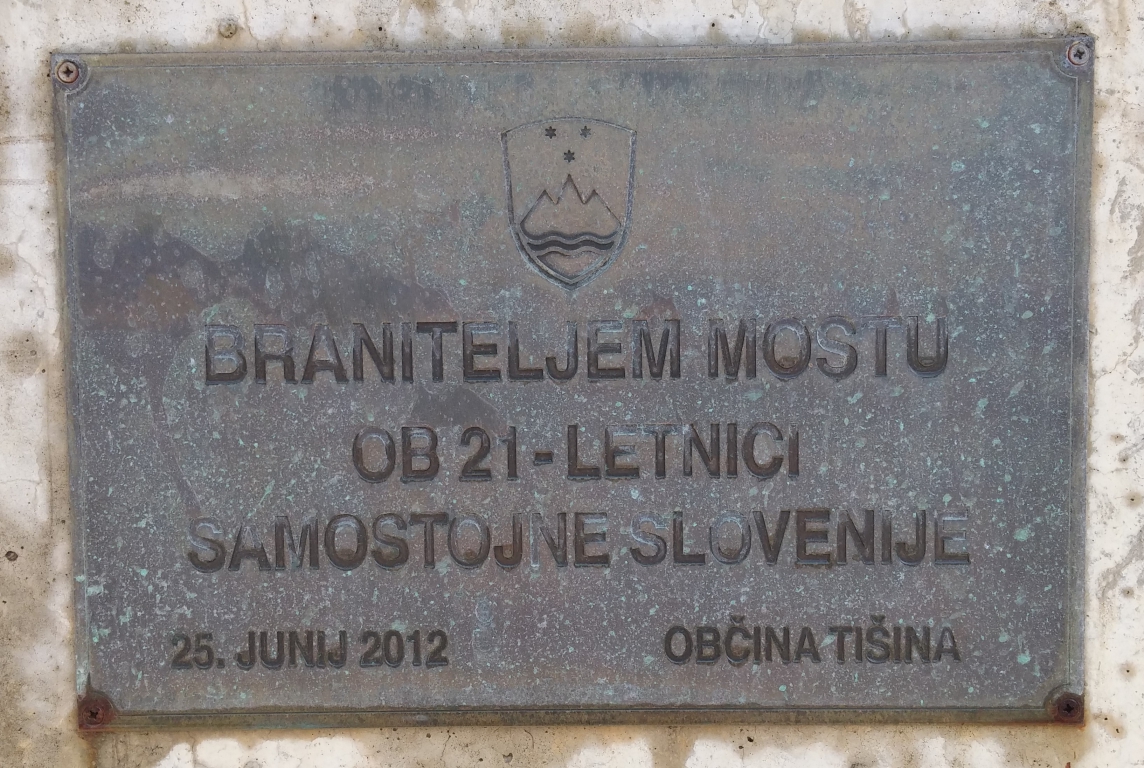 BRANITELJEM MOSTU
OB 21 - LETNICI
SAMOSTOJNE SLOVENIJE
25. JUNIJ 2012 OBČINA TIŠINA